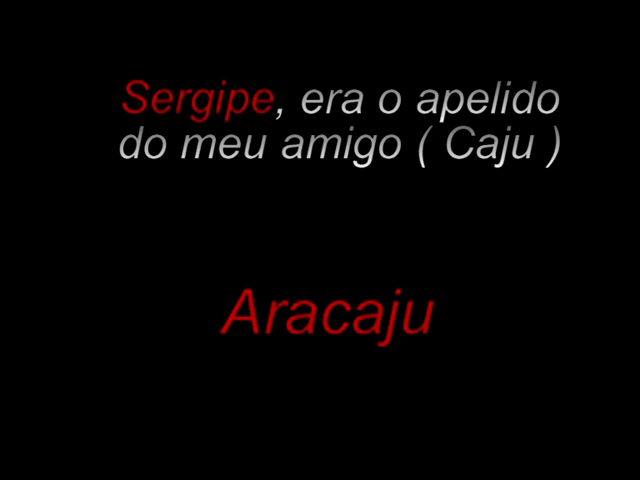 Sergipe, era o apelido
do meu amigo ( Caju )
Aracaju